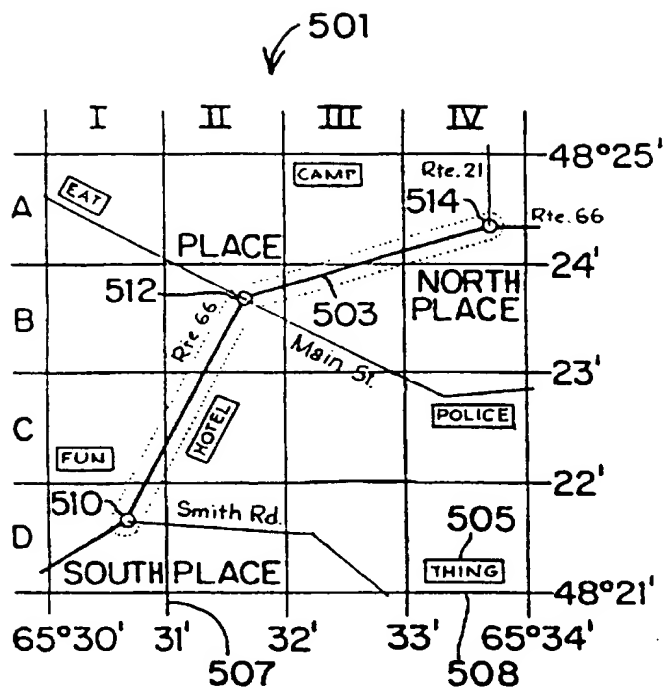 501
I II III IV
48°25'
Rte. 21
CAMP
EAT
514
A
Rte. 66
PLACE
24'
512
NORTH PLACE
503
B
Rte 66
Main St.
23'
HOTEL
POLICE
C
FUN
22'
510
Smith Rd.
505
D
THING
SOUTH PLACE
48°21'
65°30' 31' 32' 33' 65°34'
507 508